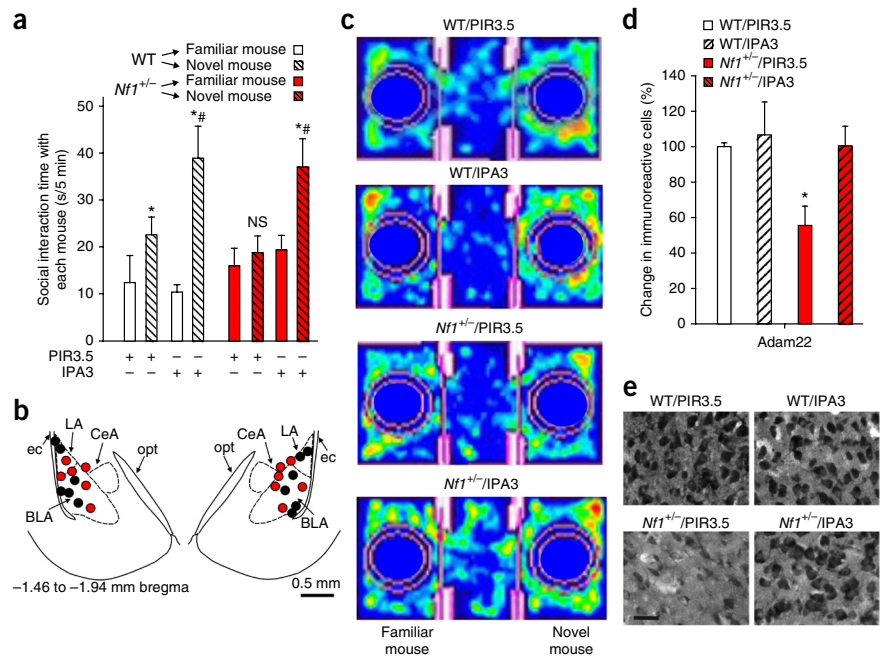 a
WT
Familiar mouse
Novel mouse
Nf1+/–
Familiar mouse
Novel mouse
Social interaction time with
each mouse (s/5 min)
50
40
30
20
10
0
*
*#
NS
*#
PIR3.5 + + – – + + – –
IPA3 – – + + – – + +
b
ec
LA
CeA
opt
BLA
opt
CeA
LA
ec
BLA
–1.46 to –1.94 mm bregma
0.5 mm
c
WT/PIR3.5
WT/IPA3
Nf1+/–/PIR3.5
Nf1+/–/IPA3
Familiar
mouse
Novel
mouse
d
WT/PIR3.5
WT/IPA3
Nf1+/–/PIR3.5
Nf1+/–/IPA3
Change in immunoreactive cells (%)
140
120
100
80
60
40
20
0
*
Adam22
e
WT/PIR3.5
WT/IPA3
Nf1+/–/PIR3.5
Nf1+/–/IPA3